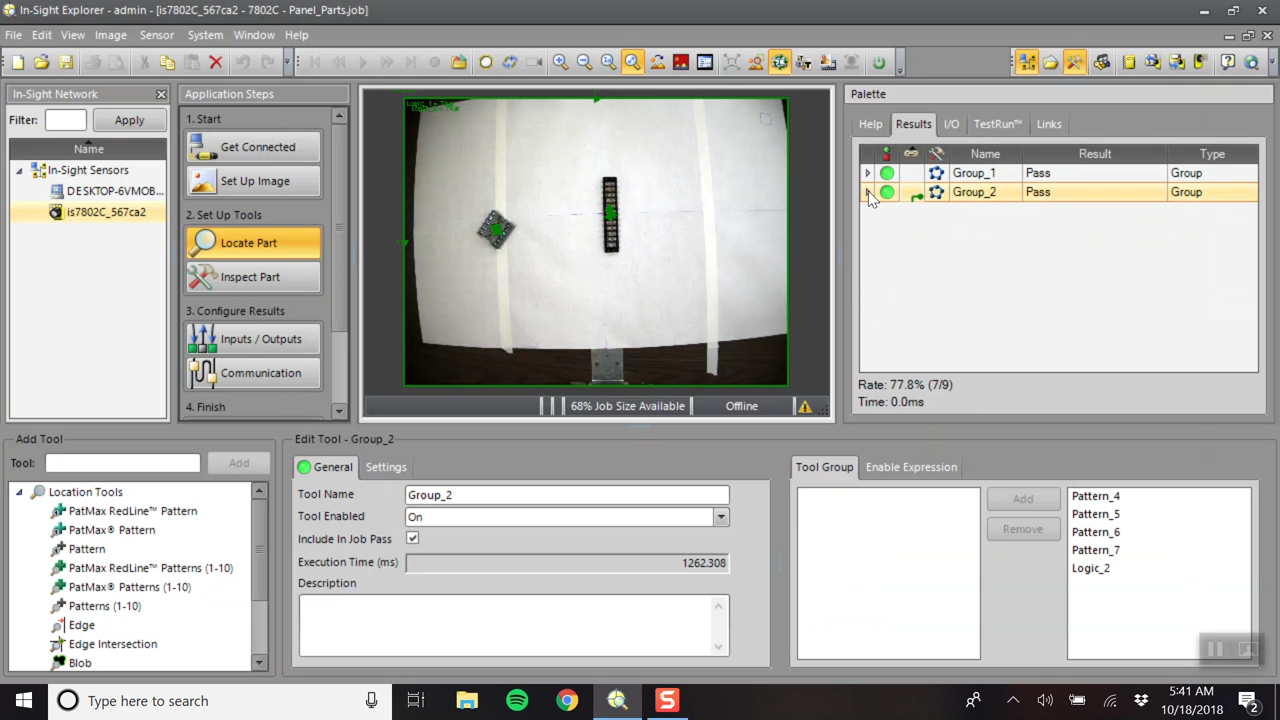 In-Sight Explorer - admin - [is7802C_567ca2 - 7802C - Panel_Parts.job]
File Edit View Image Sensor System Window Help
In-Sight Network
Filter: Apply
Name
In-Sight Sensors
DESKTOP-6VMOB...
is7802C_567ca2
Application Steps
1. Start
Get Connected
Set Up Image
2. Set Up Tools
Locate Part
Inspect Part
3. Configure Results
Inputs / Outputs
Communication
4. Finish
68% Job Size Available Offline
Palette
Help Results I/O TestRun™ Links
Name Result Type
Group_1 Pass Group
Group_2 Pass Group
Rate: 77.8% (7/9)
Time: 0.0ms
Add Tool
Tool: Add
Location Tools
PatMax RedLine™ Pattern
PatMax® Pattern
Pattern
PatMax RedLine™ Patterns (1-10)
PatMax® Patterns (1-10)
Patterns (1-10)
Edge
Edge Intersection
Blob
Edit Tool - Group_2
General Settings
Tool Name Group_2
Tool Enabled On
Include In Job Pass
Execution Time (ms) 1262.308
Description
Tool Group Enable Expression
Add
Remove
Pattern_4
Pattern_5
Pattern_6
Pattern_7
Logic_2
Type here to search
5:41 AM
10/18/2018
2